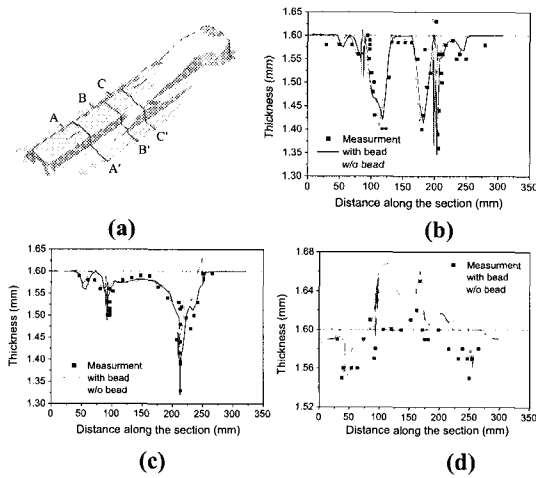 A
B
C
A'
B'
C'
(a)
Thickness (mm)
1.60
1.55
1.50
1.45
1.40
1.35
1.30
0 50 100 150 200 250 300 350
Distance along the section (mm)
Measurment
with bead
w/o bead
(b)
Thickness (mm)
1.65
1.60
1.55
1.50
1.45
1.40
1.35
1.30
0 50 100 150 200 250 300 350
Distance along the section (mm)
Measurment
with bead
w/o bead
(c)
Thickness (mm)
1.68
1.64
1.60
1.56
1.52
0 50 100 150 200 250 300 350
Distance along the section (mm)
Measurment
with bead
w/o bead
(d)